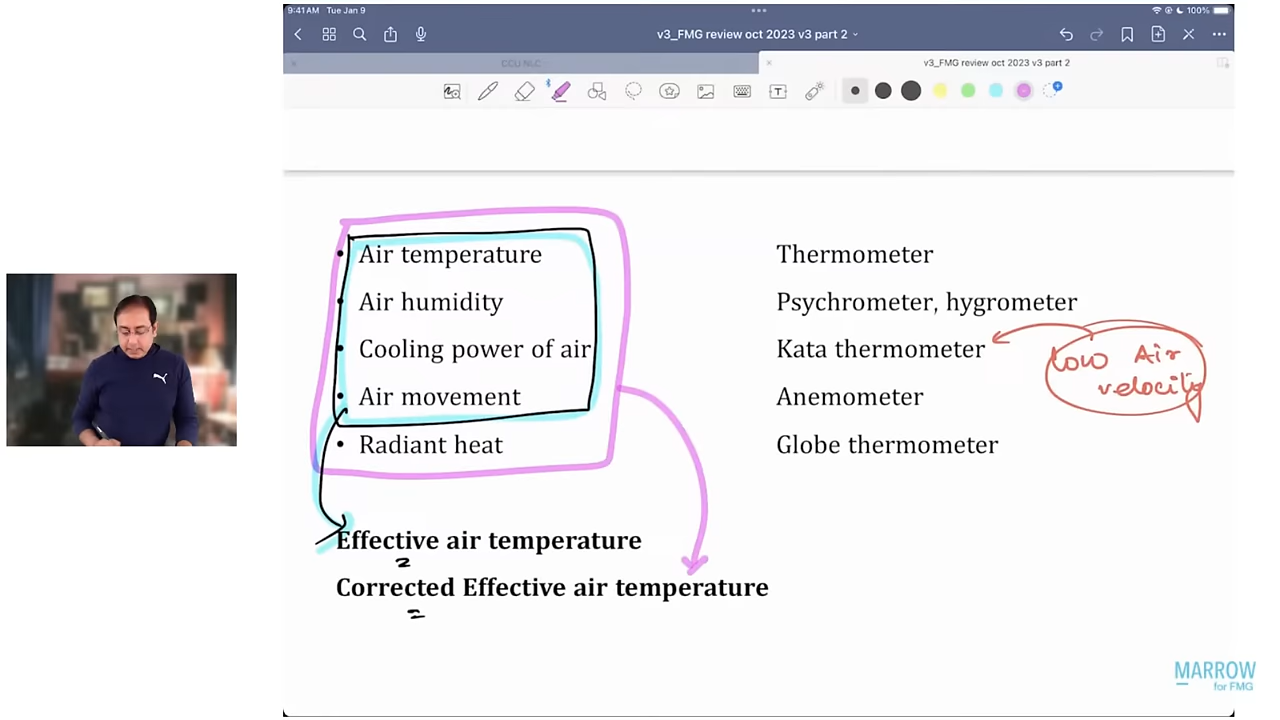 9:41 AM Tue Jan 9
100%
v3_FMG review oct 2023 v3 part 2
CCU NLC
v3_FMG review oct 2023 v3 part 2
T
• Air temperature Thermometer
• Air humidity Psychrometer, hygrometer
• Cooling power of air Kata thermometer
low Air
velocity
• Air movement Anemometer
• Radiant heat Globe thermometer
Effective air temperature
Corrected Effective air temperature
MARROW
for FMG